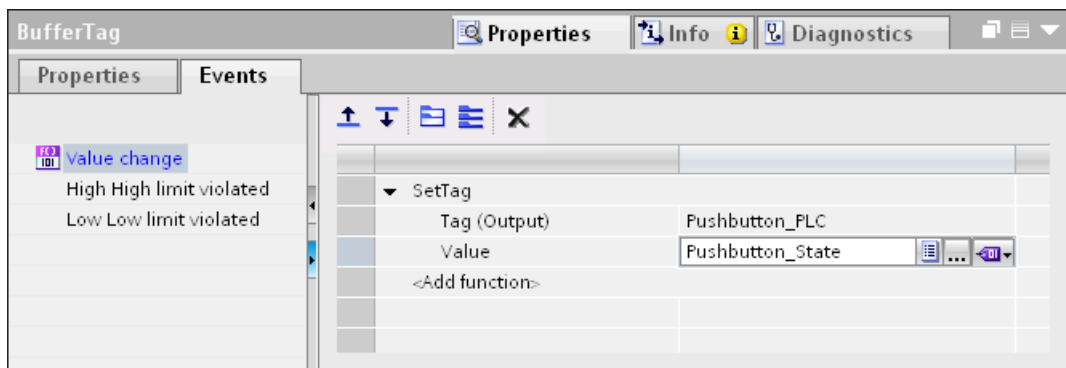 BufferTag Properties Info Diagnostics
Properties Events
Value change
High High limit violated
Low Low limit violated
SetTag
Tag (Output) Pushbutton_PLC
Value Pushbutton_State ...
<Add function>